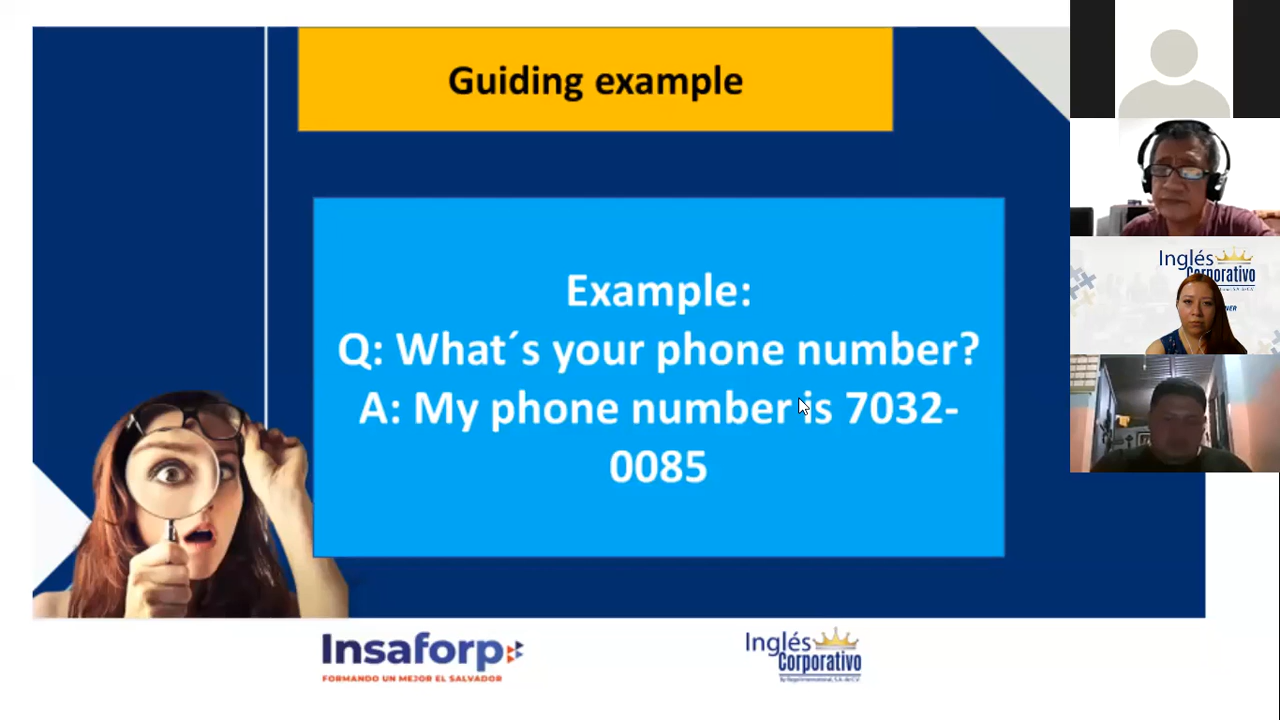 Guiding example
Example:
Q: What´s your phone number?
A: My phone number is 7032-
0085
Insaforp
FORMANDO UN MEJOR EL SALVADOR
Inglés
Corporativo
Inglés
Corporativo